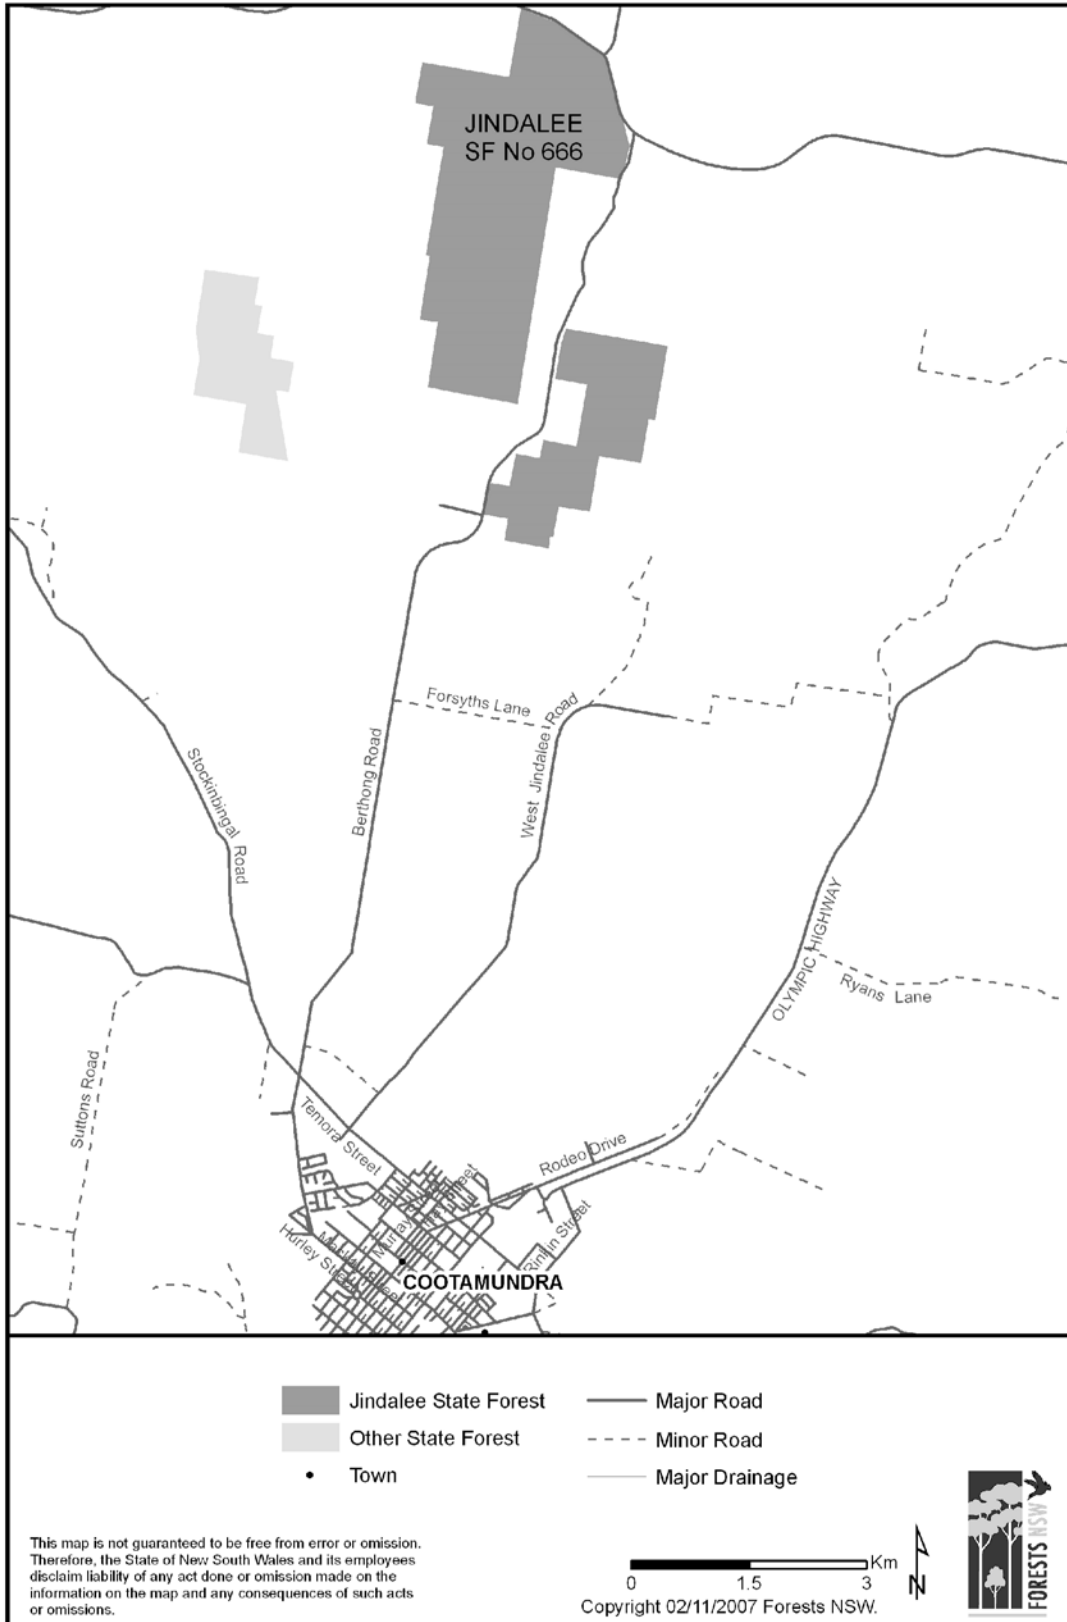 JINDALEE
SF No 666
Forsyths Lane
West Jindalee Road
Berthong Road
Stockinbingal Road
OLYMPIC HIGHWAY
Ryans Lane
Suttons Road
Temora Street
Rodeo Drive
Hurley Street
COOTAMUNDRA
Jindalee State Forest
Other State Forest
Town
Major Road
Minor Road
Major Drainage
This map is not guaranteed to be free from error or omission.
Therefore, the State of New South Wales and its employees
disclaim liability of any act done or omission made on the
information on the map and any consequences of such acts
or omissions.
Km
0 1.5 3
Copyright 02/11/2007 Forests NSW.
N
FORESTS NSW